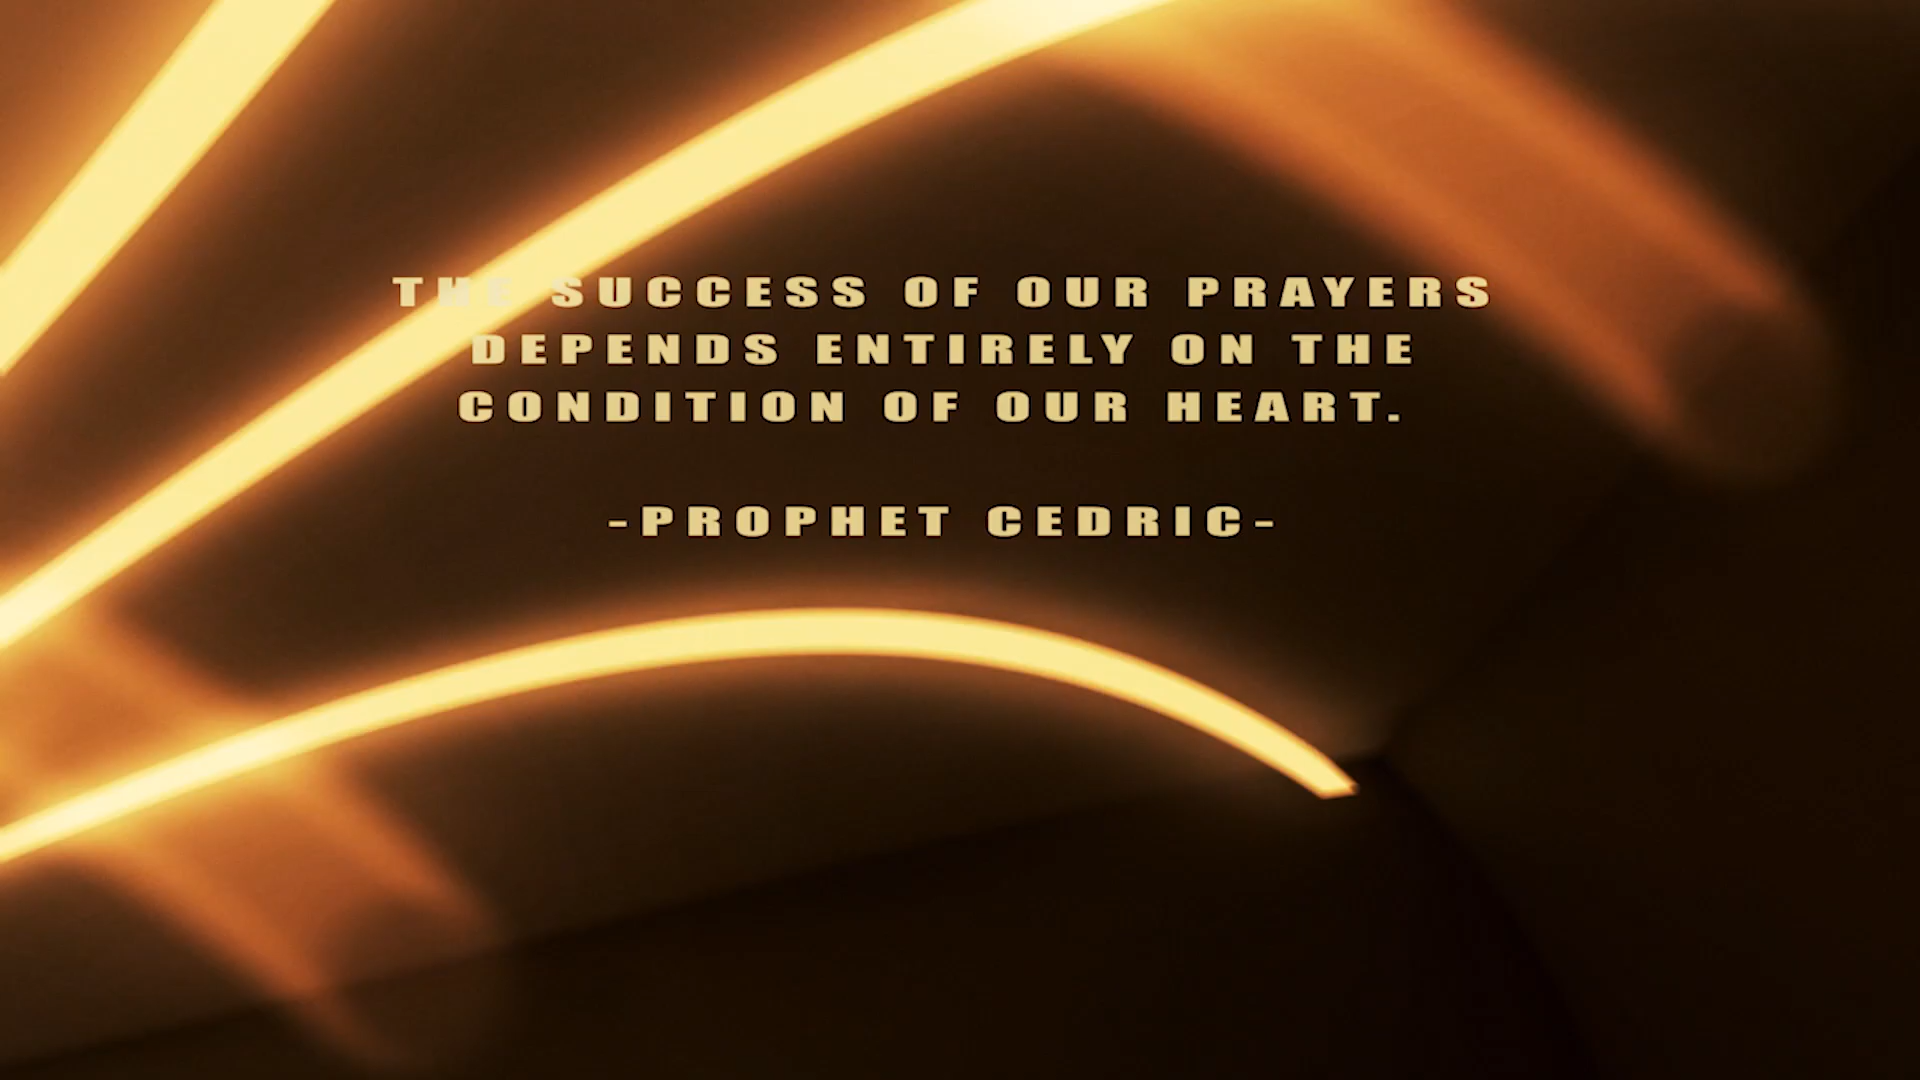 THE SUCCESS OF OUR PRAYERS
DEPENDS ENTIRELY ON THE
CONDITION OF OUR HEART.
-PROPHET CEDRIC-